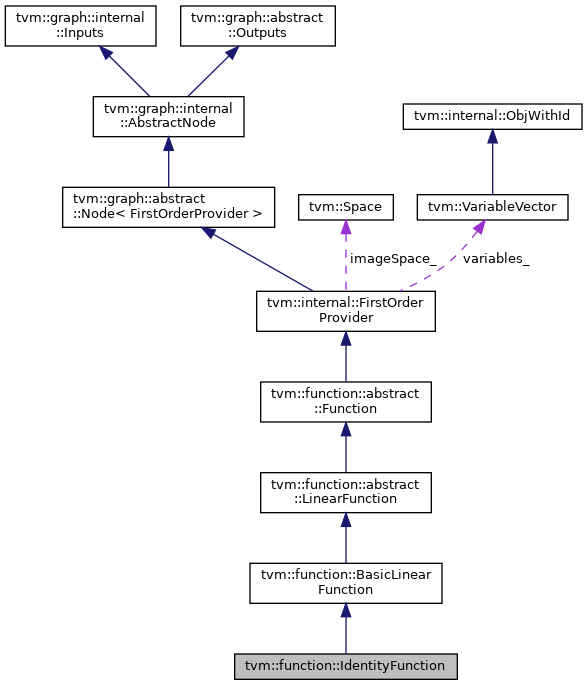 tvm::graph::internal
::Inputs
tvm::graph::abstract
::Outputs
tvm::graph::internal
::AbstractNode
tvm::internal::ObjWithId
tvm::graph::abstract
::Node< FirstOrderProvider >
tvm::Space
tvm::VariableVector
imageSpace_
variables_
tvm::internal::FirstOrder
Provider
tvm::function::abstract
::Function
tvm::function::abstract
::LinearFunction
tvm::function::BasicLinear
Function
tvm::function::IdentityFunction